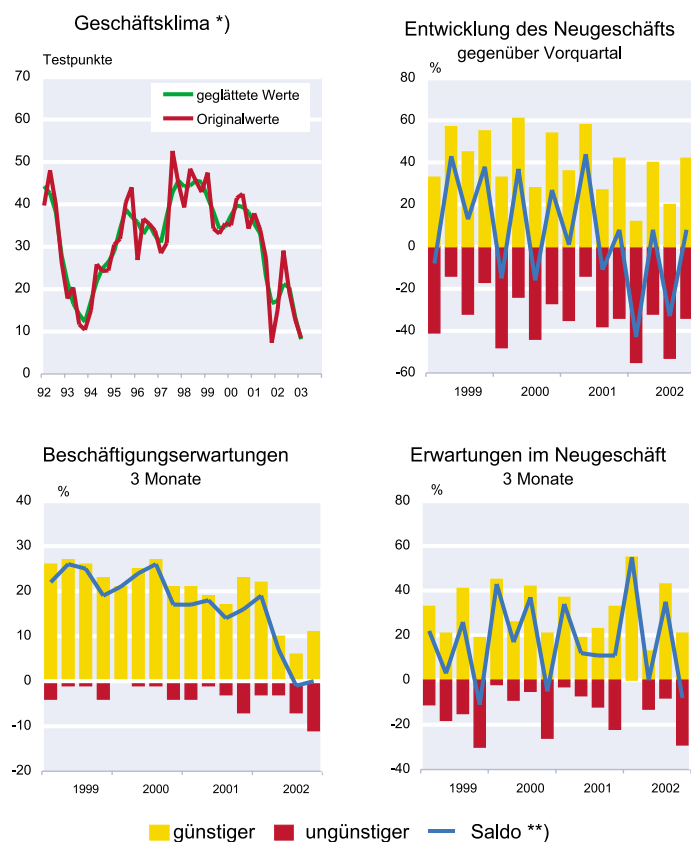 Geschäftsklima *)
Testpunkte
70
60
50
40
30
20
10
0
geglättete Werte
Originalwerte
92 93 94 95 96 97 98 99 00 01 02 03
Entwicklung des Neugeschäfts
gegenüber Vorquartal
%
80
60
40
20
0
-20
-40
-60
1999 2000 2001 2002
Beschäftigungserwartungen
3 Monate
%
40
30
20
10
0
-10
-20
1999 2000 2001 2002
Erwartungen im Neugeschäft
3 Monate
%
80
60
40
20
0
-20
-40
1999 2000 2001 2002
günstiger ungünstiger Saldo **)